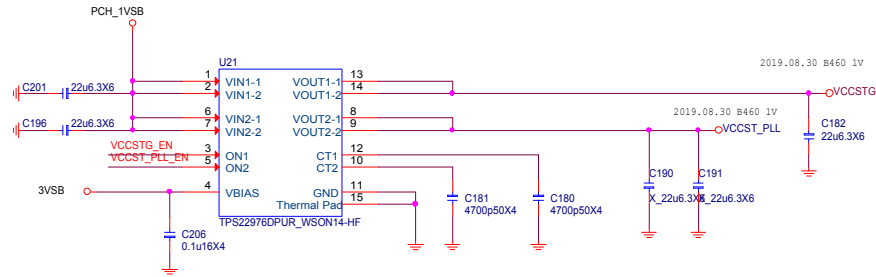 PCH_1VSB
U21
2019.08.30 B460 1V
C201 22u6.3X6
1 VIN1-1 VOUT1-1 13
2 VIN1-2 VOUT1-2 14
VCCSTG
2019.08.30 B460 1V
C196 22u6.3X6
6 VIN2-1 VOUT2-1 8
7 VIN2-2 VOUT2-2 9
VCCST_PLL
C182
22u6.3X6
VCCSTG_EN
3 ON1 CT1 12
VCCST_PLL_EN
5 ON2 CT2 10
C190
X_22u6.3X6
C191
X_22u6.3X6
3VSB
4 VBIAS GND 11
Thermal Pad 15
C181
4700p50X4
C180
4700p50X4
TPS22976DPUR_WSON14-HF
C206
0.1u16X4